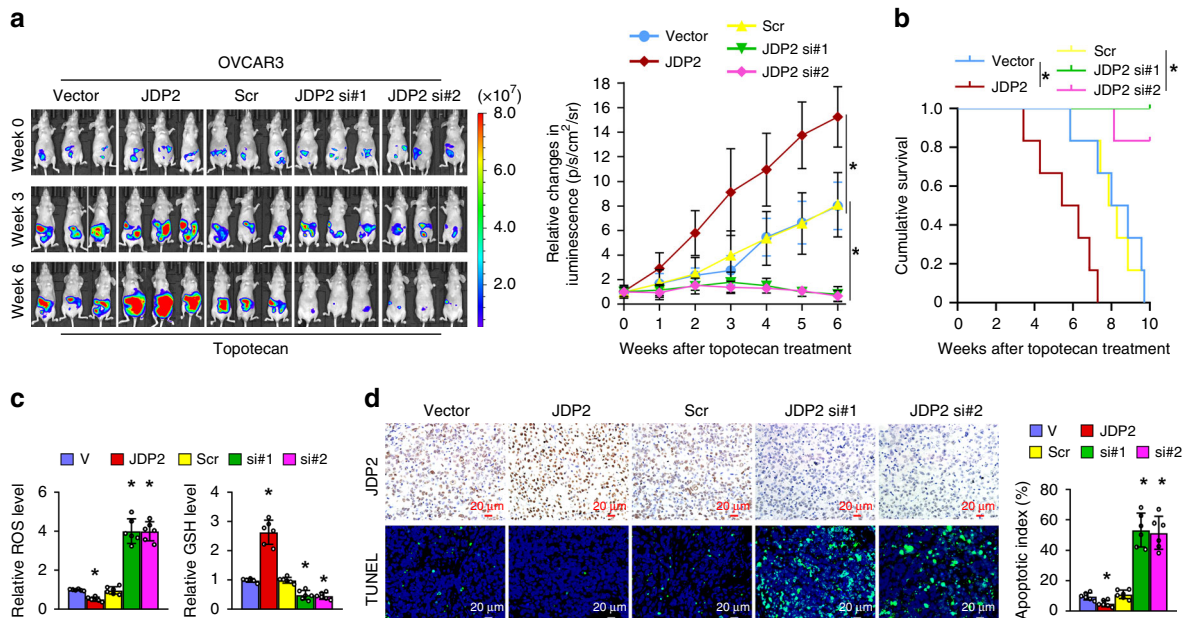 a
OVCAR3
Vector JDP2 Scr JDP2 si#1 JDP2 si#2
(×10⁷)
8.0
6.0
4.0
2.0
Week 0
Week 3
Week 6
Topotecan
Vector
JDP2
Scr
JDP2 si#1
JDP2 si#2
Relative changes in
iuminescence (p/s/cm²/sr)
18
16
14
12
10
8
6
4
2
0
0 1 2 3 4 5 6
*
*
Weeks after topotecan treatment
b
Vector
JDP2
*
Scr
JDP2 si#1
JDP2 si#2
*
Cumulative survival
1.0
0.8
0.6
0.4
0.2
0
0 2 4 6 8 10
Weeks after topotecan treatment
c
V JDP2 Scr si#1 si#2
Relative ROS level
6
4
2
0
* * *
Relative GSH level
4
3
2
1
0
* * *
d
Vector JDP2 Scr JDP2 si#1 JDP2 si#2
JDP2
20 μm 20 μm 20 μm 20 μm 20 μm
TUNEL
20 μm 20 μm 20 μm 20 μm 20 μm
V JDP2
Scr si#1 si#2
Apoptotic index (%)
80
60
40
20
0
* * *